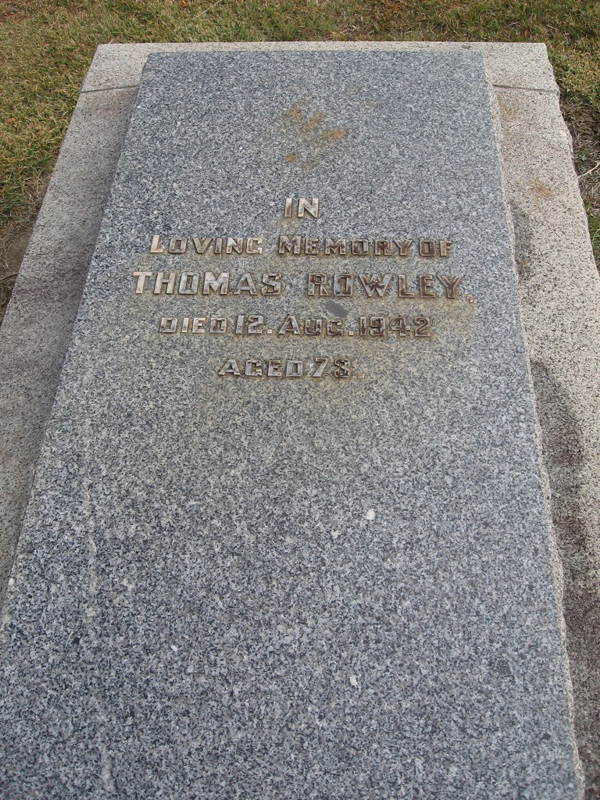 IN
LOVING MEMORY OF
THOMAS ROWLEY.
DIED 12. AUG. 1942
AGED 73.